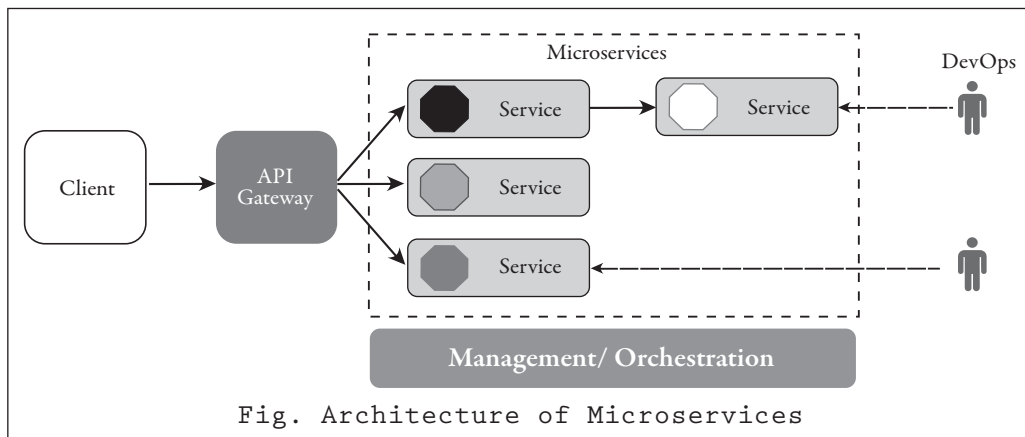 Microservices
DevOps
Service
Service
Client
API
Gateway
Service
Service
Management/ Orchestration
Fig. Architecture of Microservices